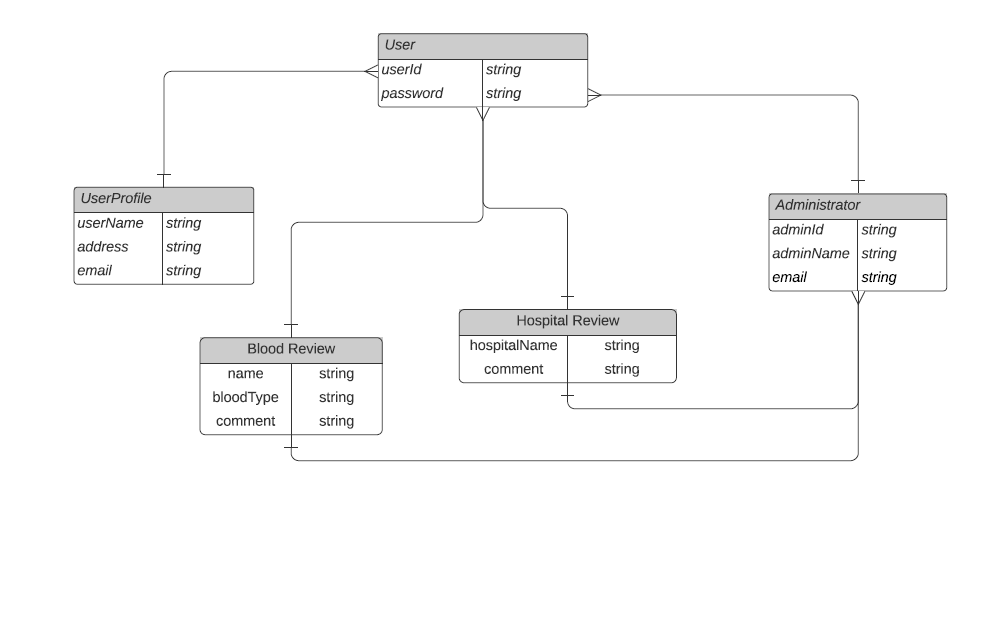 User
userId string
password string
UserProfile
userName string
address string
email string
Administrator
adminId string
adminName string
email string
Hospital Review
hospitalName string
comment string
Blood Review
name string
bloodType string
comment string